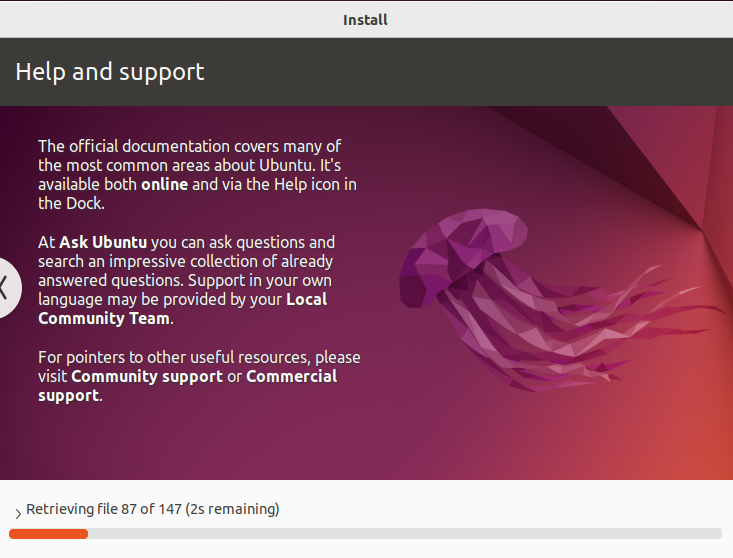 Install
Help and support
The official documentation covers many of
the most common areas about Ubuntu. It's
available both online and via the Help icon in
the Dock.
At Ask Ubuntu you can ask questions and
search an impressive collection of already
answered questions. Support in your own
language may be provided by your Local
Community Team.
For pointers to other useful resources, please
visit Community support or Commercial
support.
Retrieving file 87 of 147 (2s remaining)